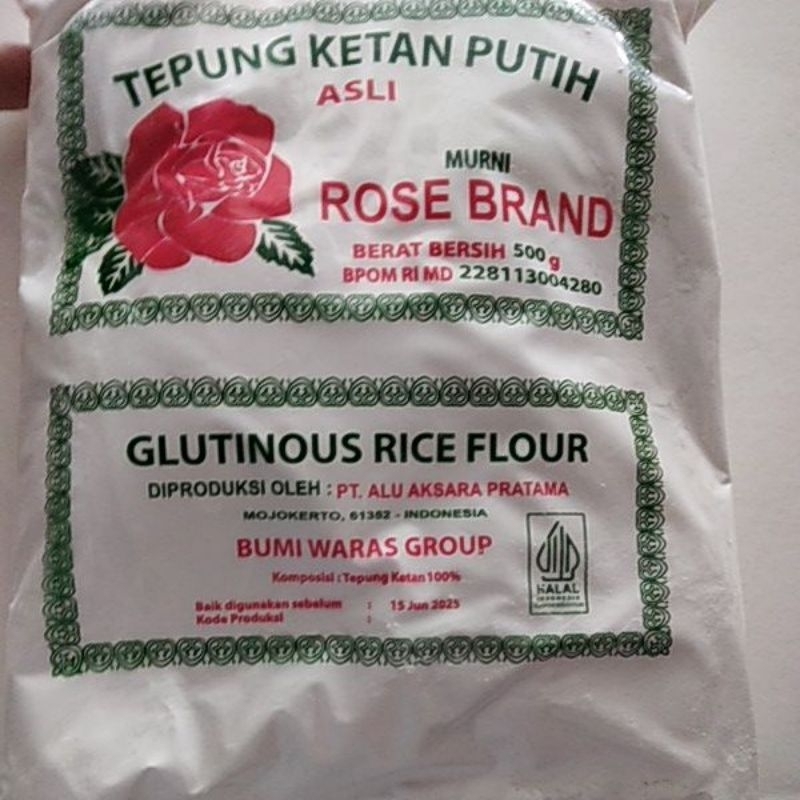 TEPUNG KETAN PUTIH
ASLI
MURNI
ROSE BRAND
BERAT BERSIH 500 g
BPOM RI MD 228113004280
GLUTINOUS RICE FLOUR
DIPRODUKSI OLEH : PT. ALU AKSARA PRATAMA
MOJOKERTO, 61382 - INDONESIA
BUMI WARAS GROUP
Komposisi : Tepung Ketan 100%
HALAL
INDONESIA
Baik digunakan sebelum : 15 Jun 2025
Kode Produksi :